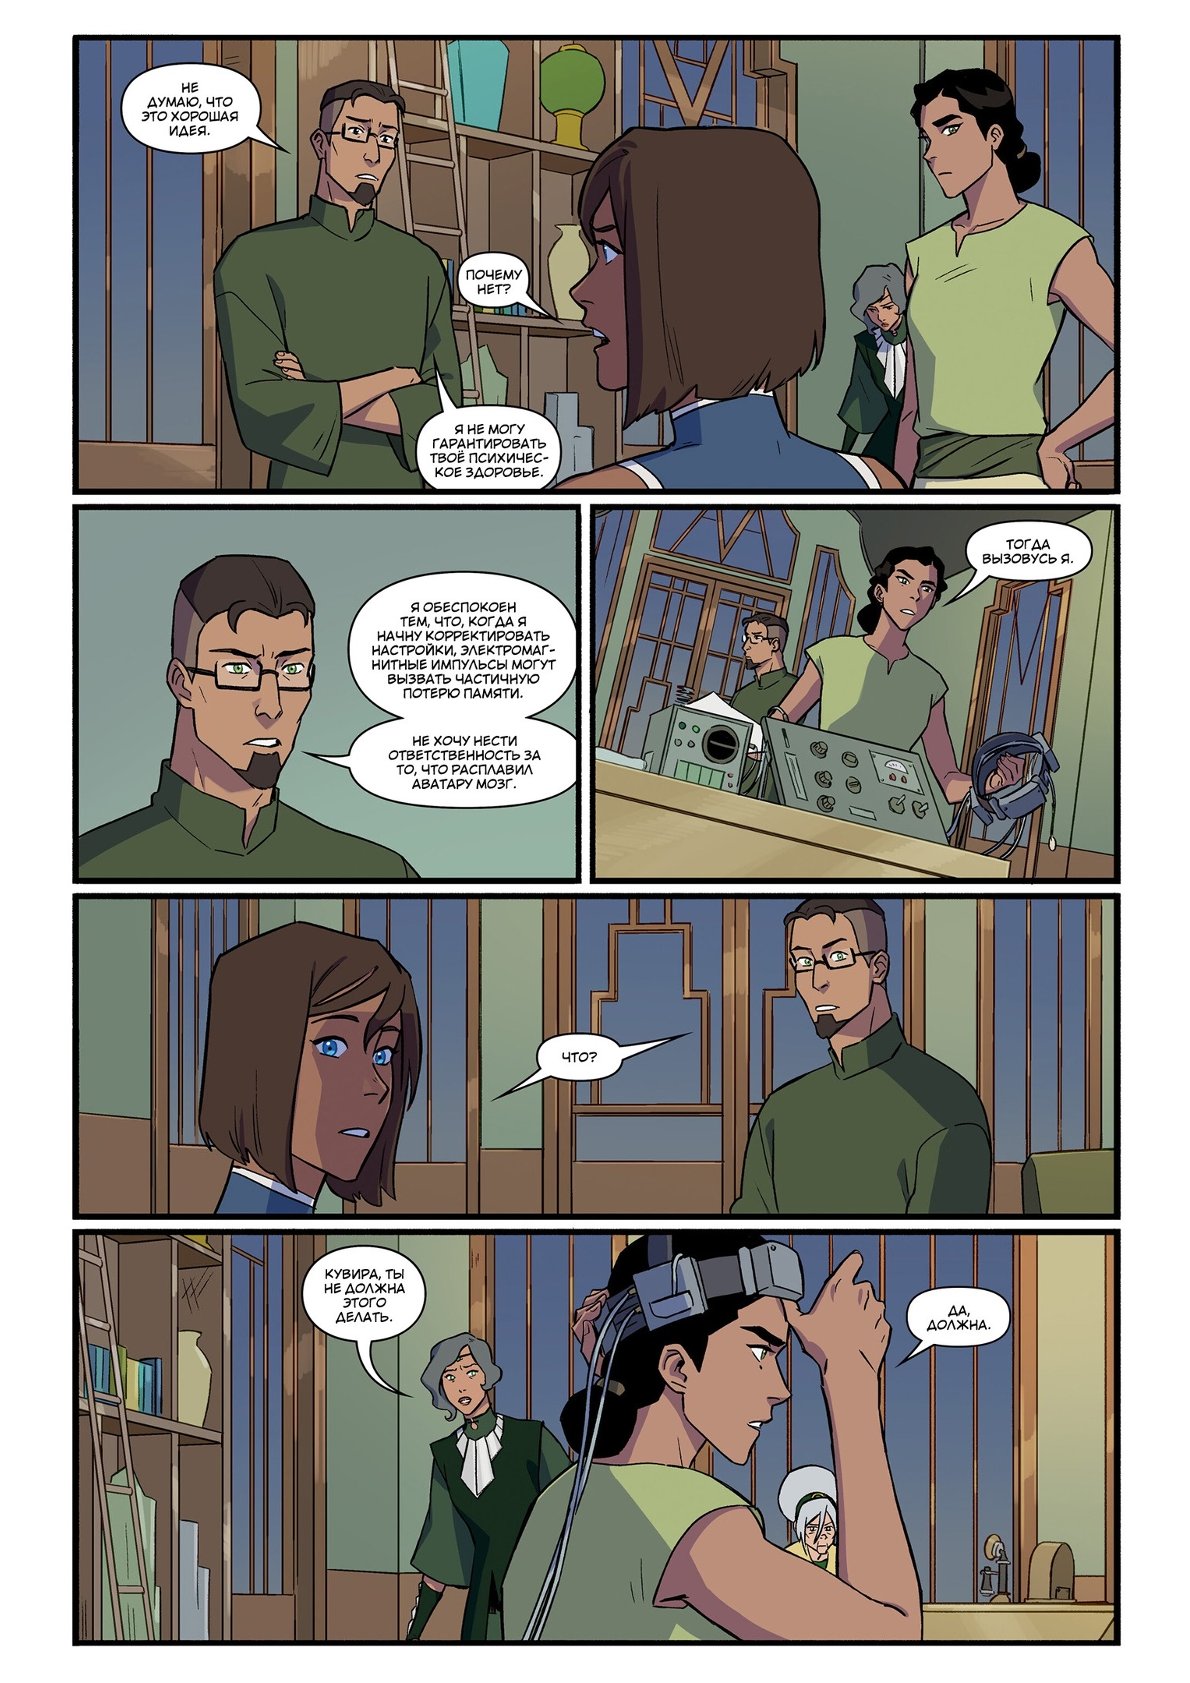 НЕ
ДУМАЮ, ЧТО
ЭТО ХОРОШАЯ
ИДЕЯ.
ПОЧЕМУ
НЕТ?
Я НЕ МОГУ
ГАРАНТИРОВАТЬ
ТВОЁ ПСИХИЧЕС-
КОЕ ЗДОРОВЬЕ.
Я ОБЕСПОКОЕН
ТЕМ, ЧТО, КОГДА Я
НАЧНУ КОРРЕКТИРОВАТЬ
НАСТРОЙКИ, ЭЛЕКТРОМАГ-
НИТНЫЕ ИМПУЛЬСЫ МОГУТ
ВЫЗВАТЬ ЧАСТИЧНУЮ
ПОТЕРЮ ПАМЯТИ.
НЕ ХОЧУ НЕСТИ
ОТВЕТСТВЕННОСТЬ ЗА
ТО, ЧТО РАСПЛАВИЛ
АВАТАРУ МОЗГ.
ТОГДА
ВЫЗОВУСЬ Я.
ЧТО?
КУВИРА, ТЫ
НЕ ДОЛЖНА
ЭТОГО
ДЕЛАТЬ.
ДА,
ДОЛЖНА.